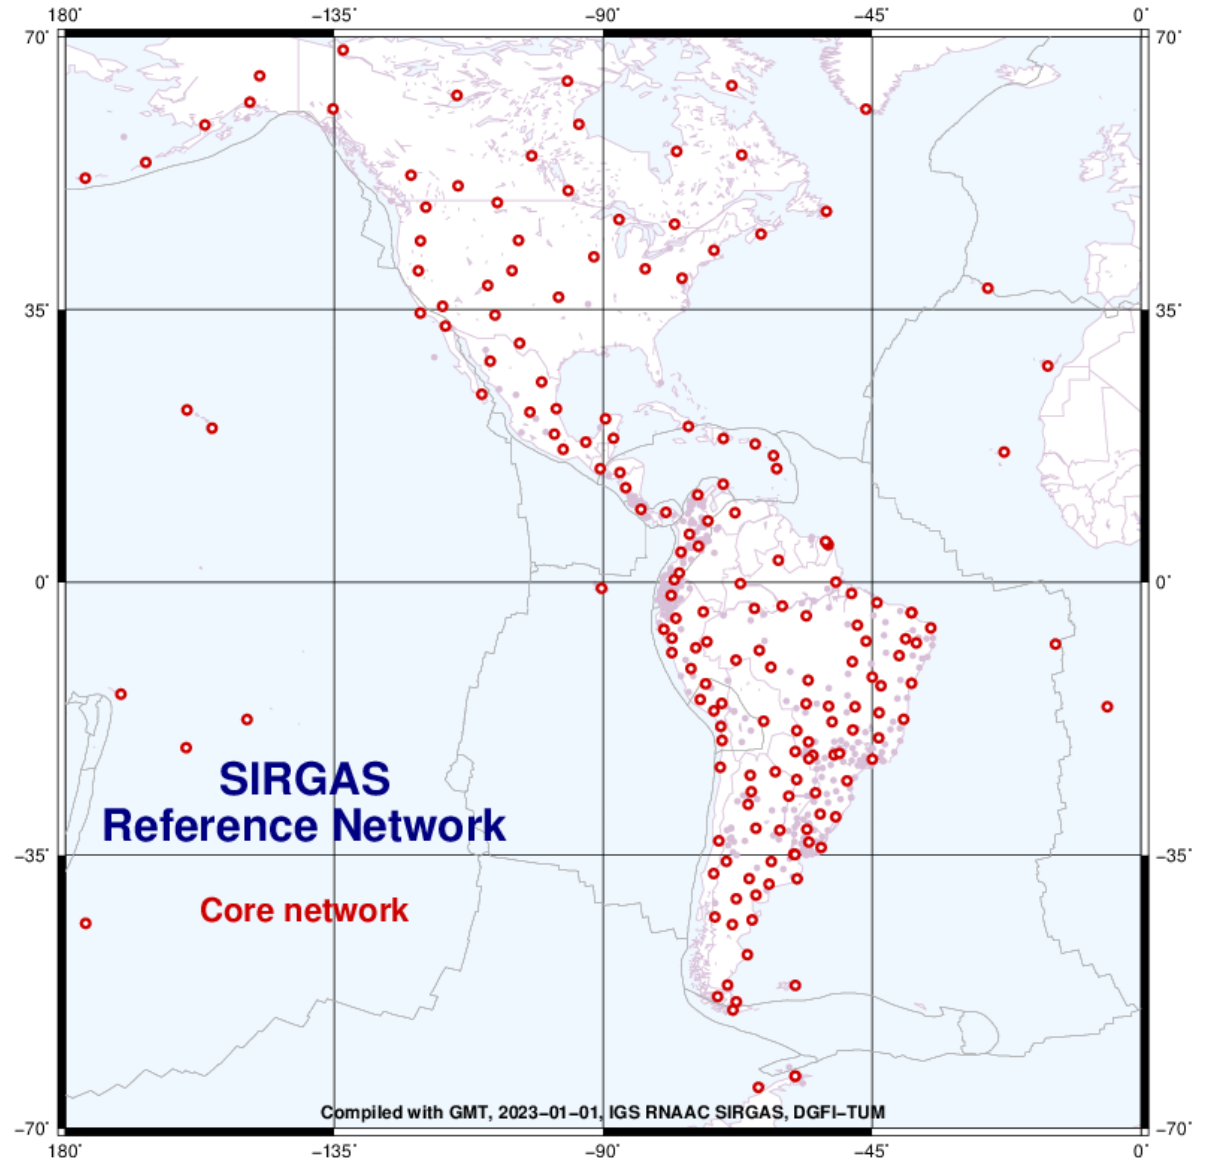 180˚ −135˚ −90˚ −45˚ 0˚
70˚ 70˚
35˚ 35˚
0˚ 0˚
SIRGAS
Reference Network
−35˚ −35˚
Core network
Compiled with GMT, 2023−01−01, IGS RNAAC SIRGAS, DGFI−TUM
−70˚ −70˚
180˚ −135˚ −90˚ −45˚ 0˚